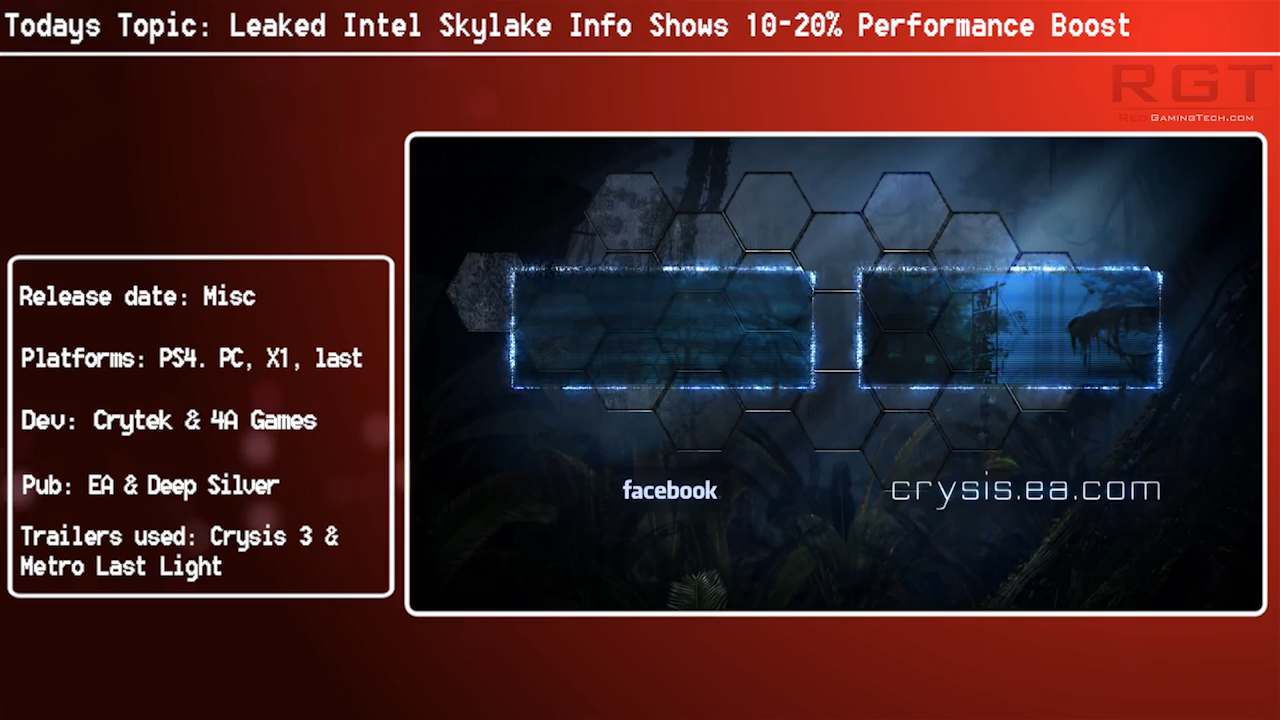 Todays Topic: Leaked Intel Skylake Info Shows 10-20% Performance Boost
RGT
RedGamingTech.com
Release date: Misc
Platforms: PS4. PC, X1, last
Dev: Crytek & 4A Games
Pub: EA & Deep Silver
Trailers used: Crysis 3 &
Metro Last Light
facebook
crysis.ea.com